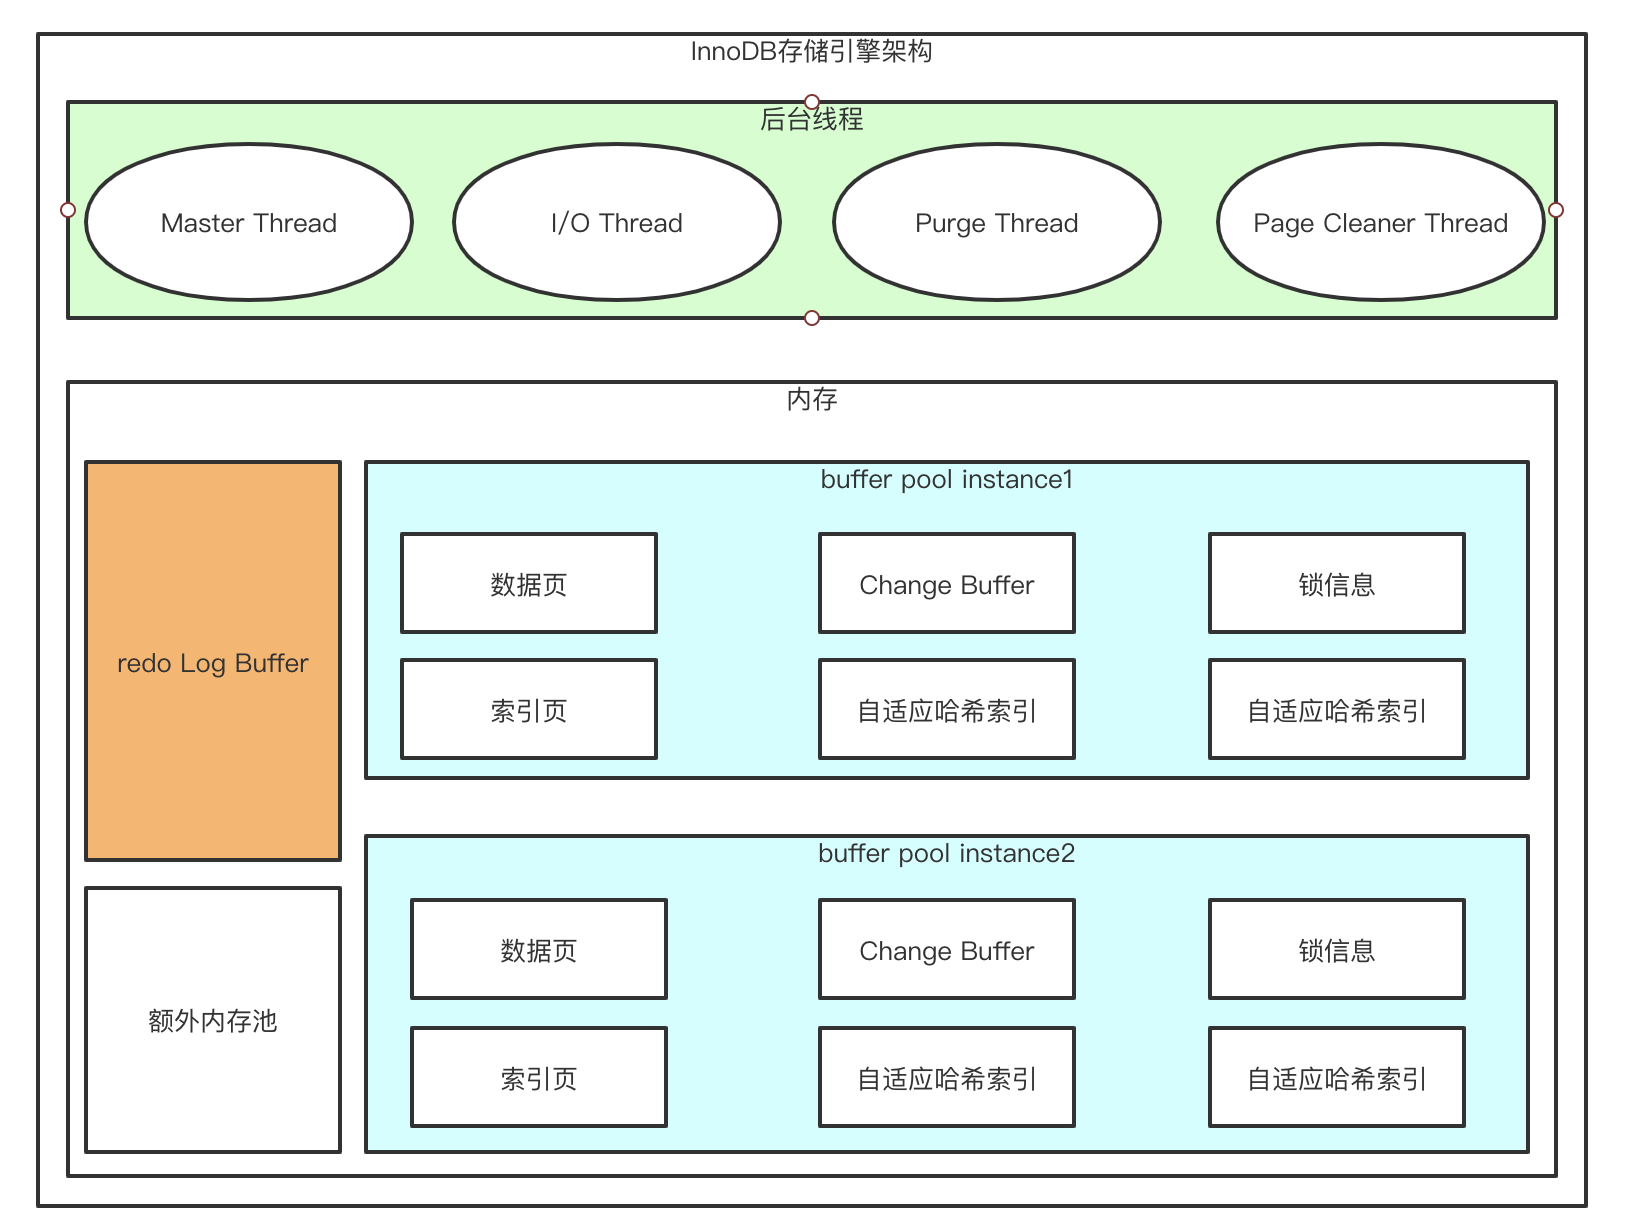 InnoDB存储引擎架构
后台线程
Master Thread
I/O Thread
Purge Thread
Page Cleaner Thread
内存
redo Log Buffer
额外内存池
buffer pool instance1
数据页
Change Buffer
锁信息
索引页
自适应哈希索引
自适应哈希索引
buffer pool instance2
数据页
Change Buffer
锁信息
索引页
自适应哈希索引
自适应哈希索引